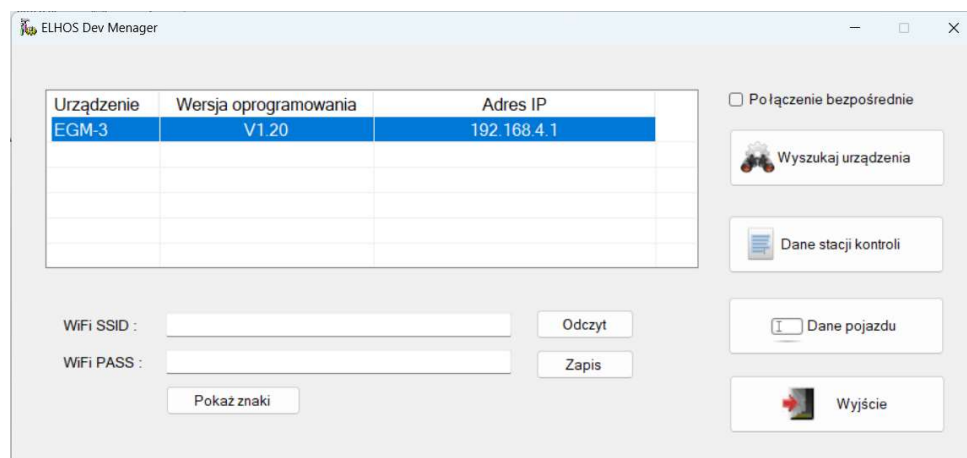 ELHOS Dev Menager
Urządzenie Wersja oprogramowania Adres IP
EGM-3 V1.20 192.168.4.1
Połączenie bezpośrednie
Wyszukaj urządzenia
Dane stacji kontroli
Dane pojazdu
Wyjście
WiFi SSID :
Odczyt
WiFi PASS :
Zapis
Pokaż znaki